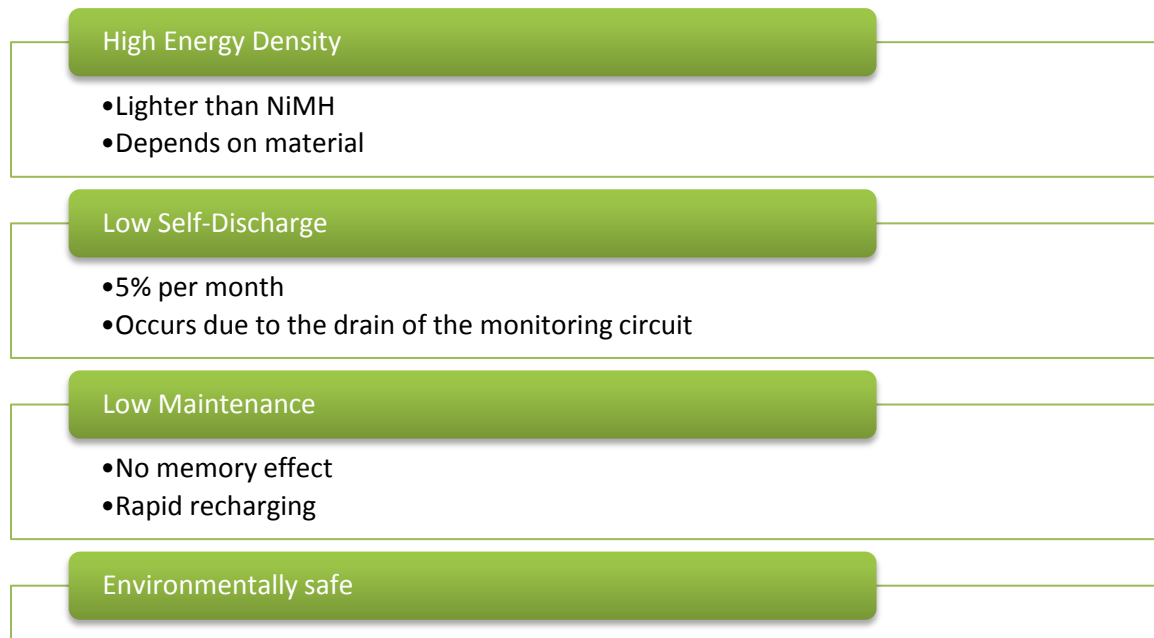 High Energy Density
•Lighter than NiMH
•Depends on material
Low Self-Discharge
•5% per month
•Occurs due to the drain of the monitoring circuit
Low Maintenance
•No memory effect
•Rapid recharging
Environmentally safe